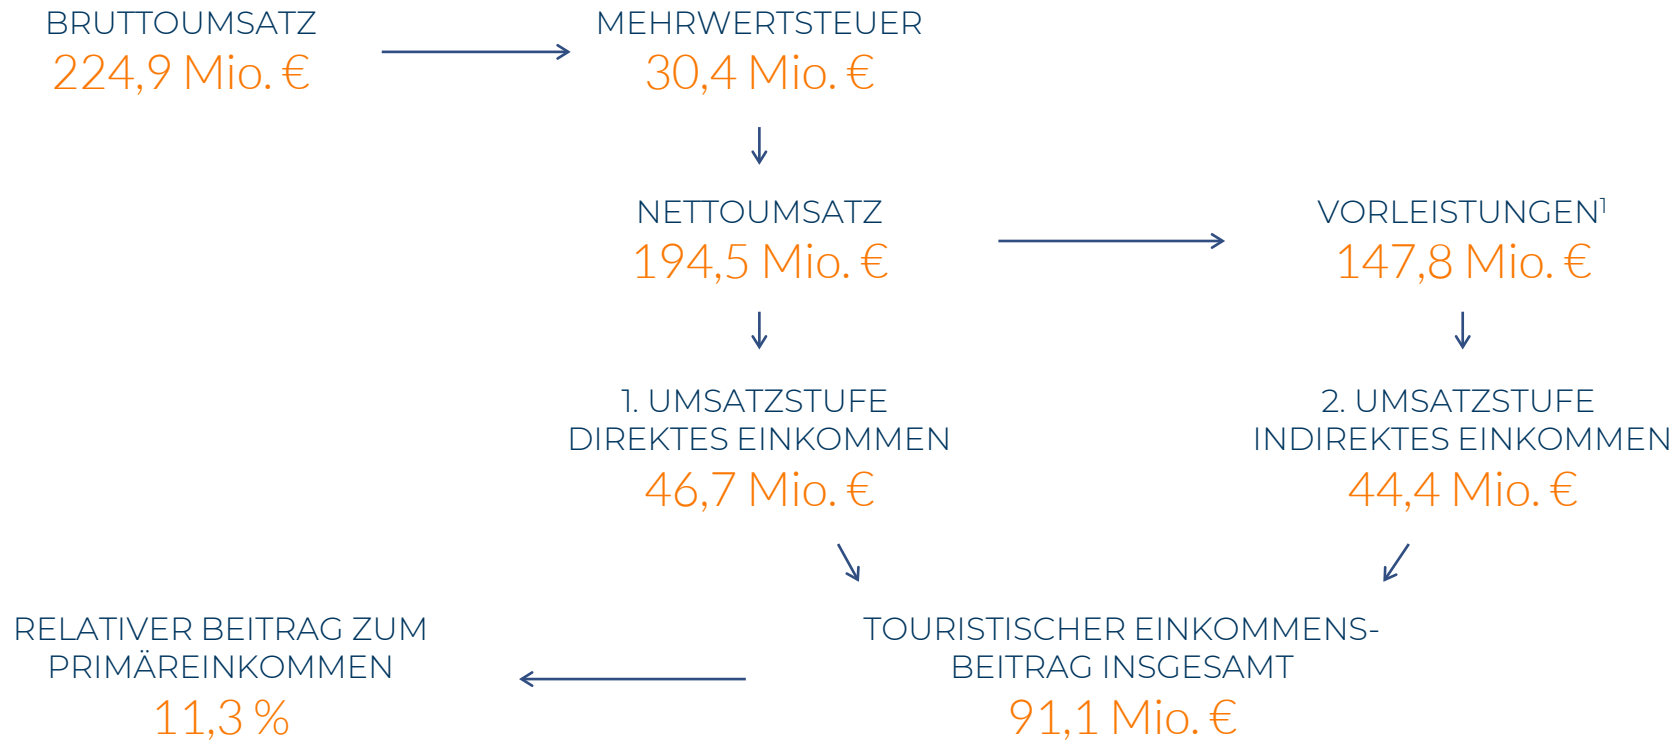 BRUTTOUMSATZ
224,9 Mio. €
MEHRWERTSTEUER
30,4 Mio. €
NETTOUMSATZ
194,5 Mio. €
VORLEISTUNGEN¹
147,8 Mio. €
1. UMSATZSTUFE
DIREKTES EINKOMMEN
46,7 Mio. €
2. UMSATZSTUFE
INDIREKTES EINKOMMEN
44,4 Mio. €
RELATIVER BEITRAG ZUM
PRIMÄREINKOMMEN
11,3 %
TOURISTISCHER EINKOMMENS-
BEITRAG INSGESAMT
91,1 Mio. €